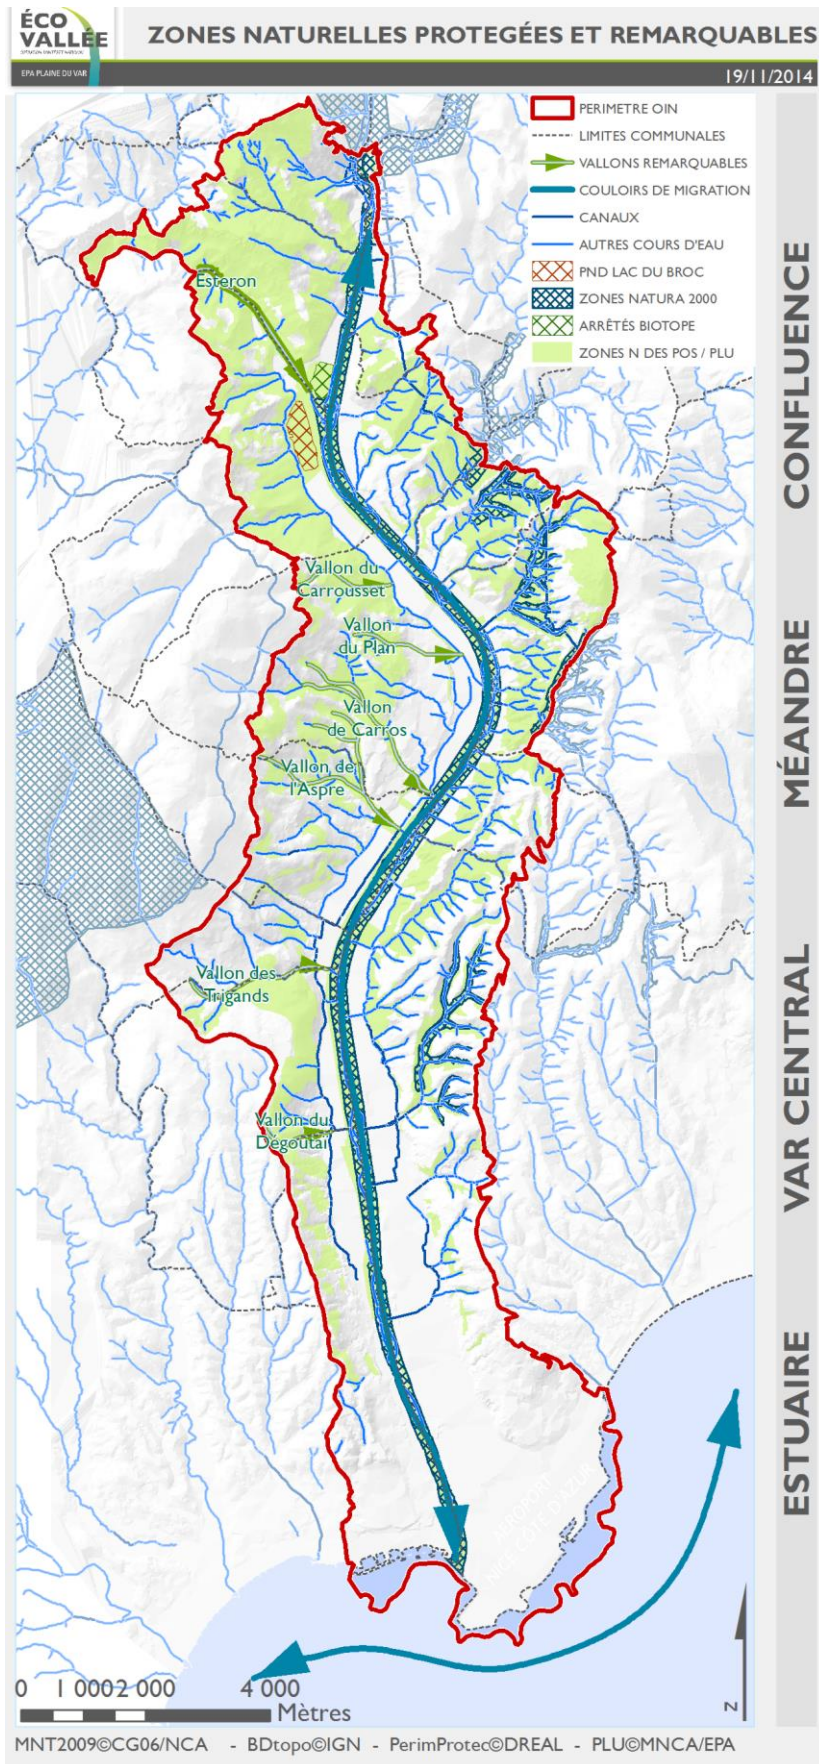 ÉCO
VALLÉE
EPA PLAINE DU VAR
ZONES NATURELLES PROTEGÉES ET REMARQUABLES
19/11/2014
PERIMETRE OIN
LIMITES COMMUNALES
VALLONS REMARQUABLES
COULOIRS DE MIGRATION
CANAUX
AUTRES COURS D'EAU
PND LAC DU BROC
ZONES NATURA 2000
ARRÊTÉS BIOTOPE
ZONES N DES POS / PLU
CONFLUENCE
MÉANDRE
VAR CENTRAL
ESTUAIRE
Esteron
Vallon du
Carrousset
Vallon
du Plan
Vallon
de Carros
Vallon de
l'Aspre
Vallon des
Trigands
Vallon du
Degoutai
0 1 000 2 000 4 000
Mètres
N
MNT2009©CG06/NCA - BDtopo©IGN - PerimProtec©DREAL - PLU©MNCA/EPA